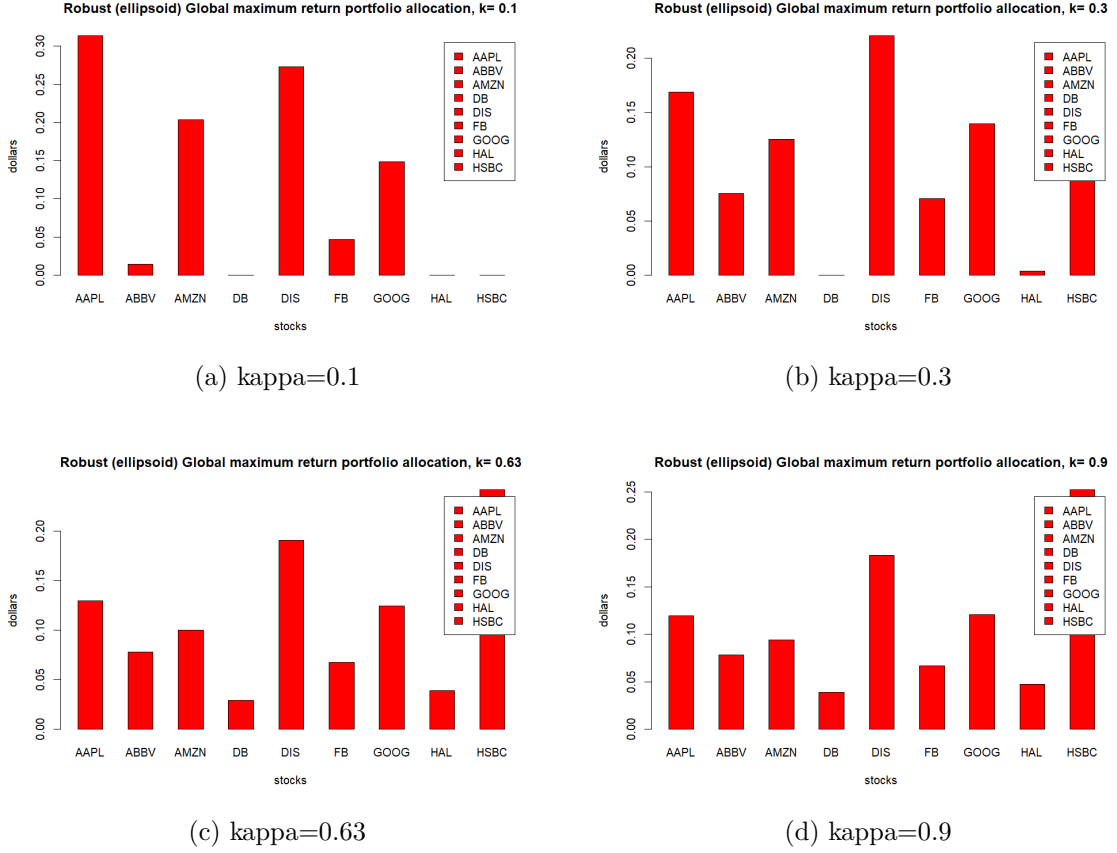 Robust (ellipsoid) Global maximum return portfolio allocation, k= 0.1
dollars
0.00 0.05 0.10 0.15 0.20 0.25 0.30
AAPL
ABBV
AMZN
DB
DIS
FB
GOOG
HAL
HSBC
AAPL ABBV AMZN DB DIS FB GOOG HAL HSBC
stocks
(a) kappa=0.1
Robust (ellipsoid) Global maximum return portfolio allocation, k= 0.3
dollars
0.00 0.05 0.10 0.15 0.20
AAPL
ABBV
AMZN
DB
DIS
FB
GOOG
HAL
HSBC
AAPL ABBV AMZN DB DIS FB GOOG HAL HSBC
stocks
(b) kappa=0.3
Robust (ellipsoid) Global maximum return portfolio allocation, k= 0.63
dollars
0.00 0.05 0.10 0.15 0.20
AAPL
ABBV
AMZN
DB
DIS
FB
GOOG
HAL
HSBC
AAPL ABBV AMZN DB DIS FB GOOG HAL HSBC
stocks
(c) kappa=0.63
Robust (ellipsoid) Global maximum return portfolio allocation, k= 0.9
dollars
0.00 0.05 0.10 0.15 0.20 0.25
AAPL
ABBV
AMZN
DB
DIS
FB
GOOG
HAL
HSBC
AAPL ABBV AMZN DB DIS FB GOOG HAL HSBC
stocks
(d) kappa=0.9